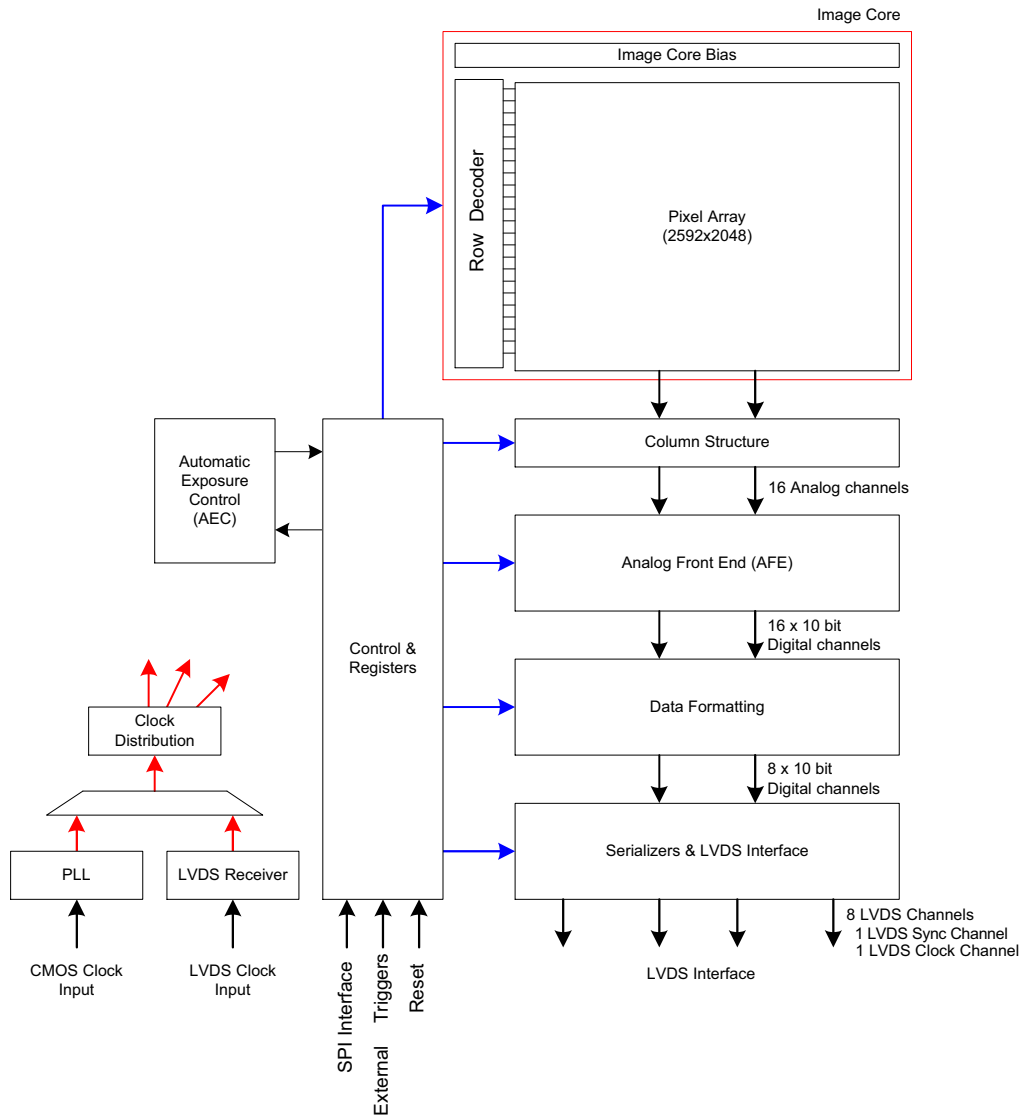 Image Core
Image Core Bias
Row Decoder
Pixel Array
(2592x2048)
Column Structure
16 Analog channels
Automatic
Exposure
Control
(AEC)
Analog Front End (AFE)
16 x 10 bit
Digital channels
Control &
Registers
Data Formatting
Clock
Distribution
8 x 10 bit
Digital channels
Serializers & LVDS Interface
PLL
LVDS Receiver
8 LVDS Channels
1 LVDS Sync Channel
1 LVDS Clock Channel
CMOS Clock
Input
LVDS Clock
Input
SPI Interface
External Triggers
Reset
LVDS Interface